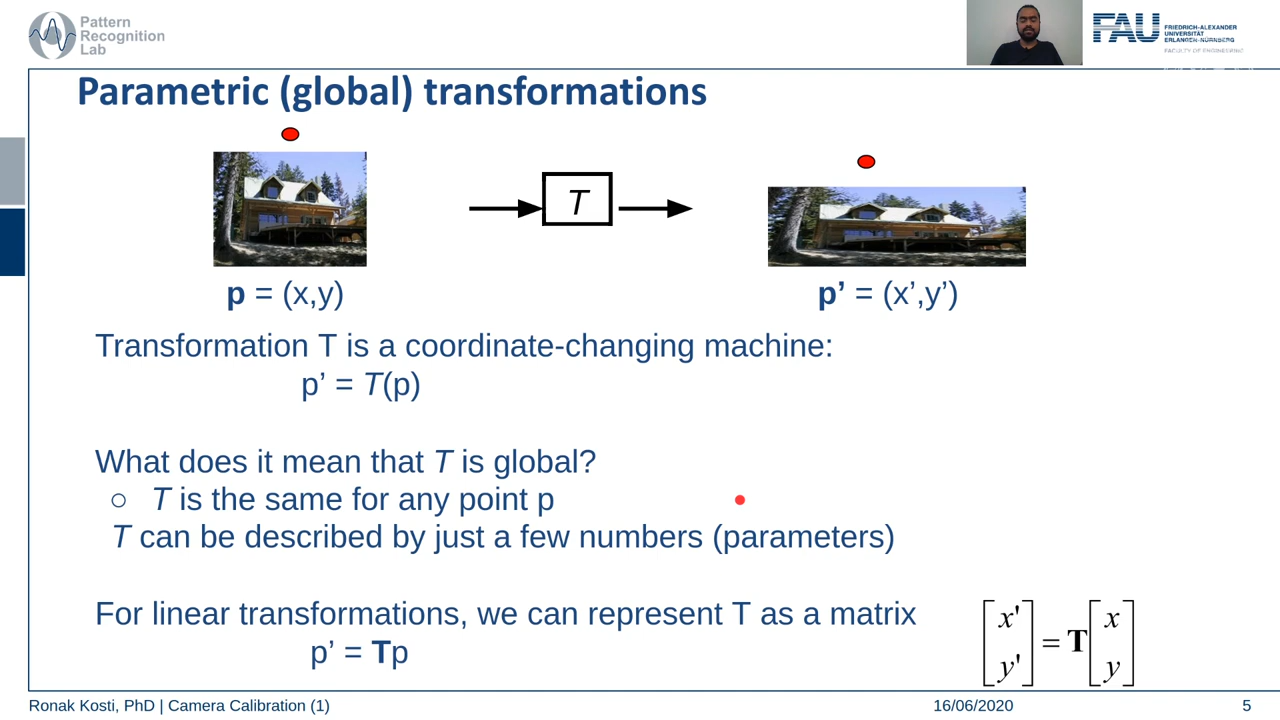 Pattern
Recognition
Lab
FAU
FRIEDRICH-ALEXANDER
UNIVERSITÄT
ERLANGEN-NÜRNBERG
FACULTY OF ENGINEERING
Parametric (global) transformations
T
p = (x,y)
p’ = (x’,y’)
Transformation T is a coordinate-changing machine:
p’ = T(p)
What does it mean that T is global?
○ T is the same for any point p
T can be described by just a few numbers (parameters)
For linear transformations, we can represent T as a matrix
p’ = Tp
[x' y'] = T [x y]
Ronak Kosti, PhD | Camera Calibration (1)
16/06/2020
5